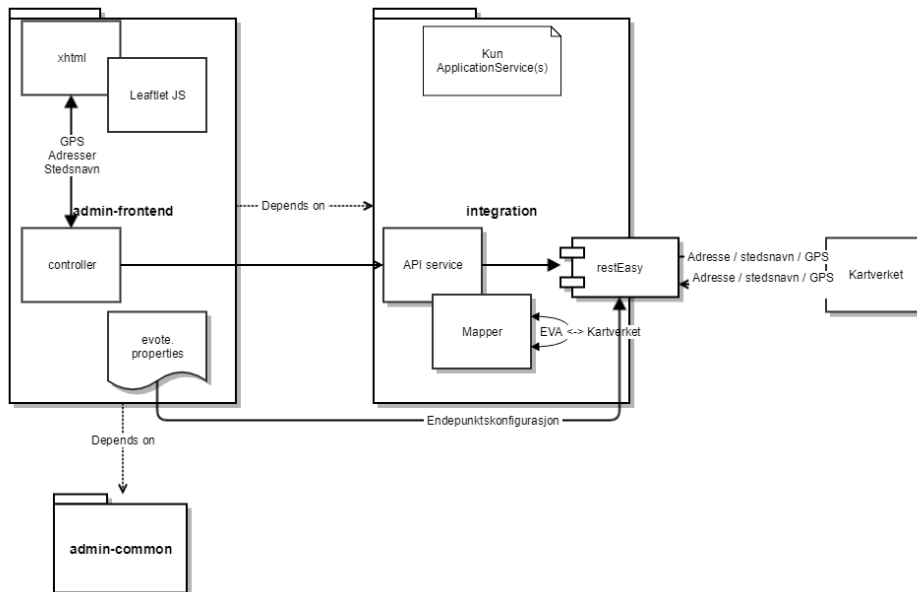 xhtml
Leaftlet JS
GPS
Adresser
Stedsnavn
admin-frontend
controller
evote.
properties
Depends on
Kun
ApplicationService(s)
integration
API service
Mapper
EVA <-> Kartverket
restEasy
Adresse / stedsnavn / GPS
Adresse / stedsnavn / GPS
Kartverket
Endepunktskonfigurasjon
Depends on
admin-common